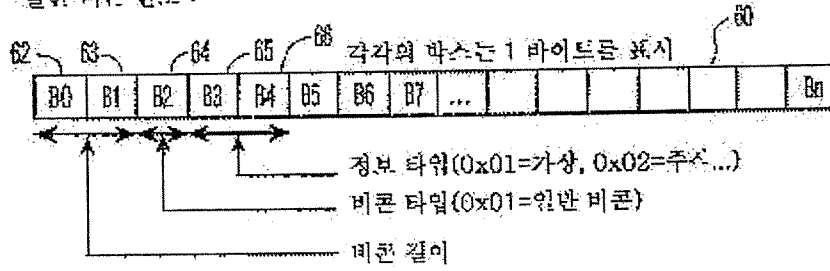 62 63 64 65 66 각각의 박스는 1 바이트를 표시 60
B0 B1 B2 B3 B4 B5 B6 B7 ... Bn
정보 타입(0x01=가상, 0x02=주식...)
비콘 타입(0x01=일반 비콘)
비콘 길이